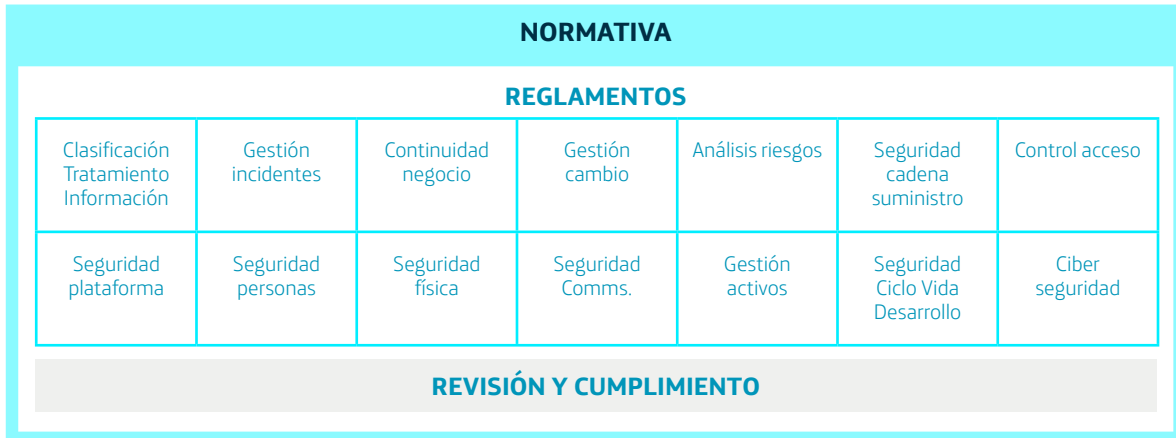 NORMATIVA
REGLAMENTOS
Clasificación
Tratamiento
Información
Gestión
incidentes
Continuidad
negocio
Gestión
cambio
Análisis riesgos
Seguridad
cadena
suministro
Control acceso
Seguridad
plataforma
Seguridad
personas
Seguridad
física
Seguridad
Comms.
Gestión
activos
Seguridad
Ciclo Vida
Desarrollo
Ciber
seguridad
REVISIÓN Y CUMPLIMIENTO